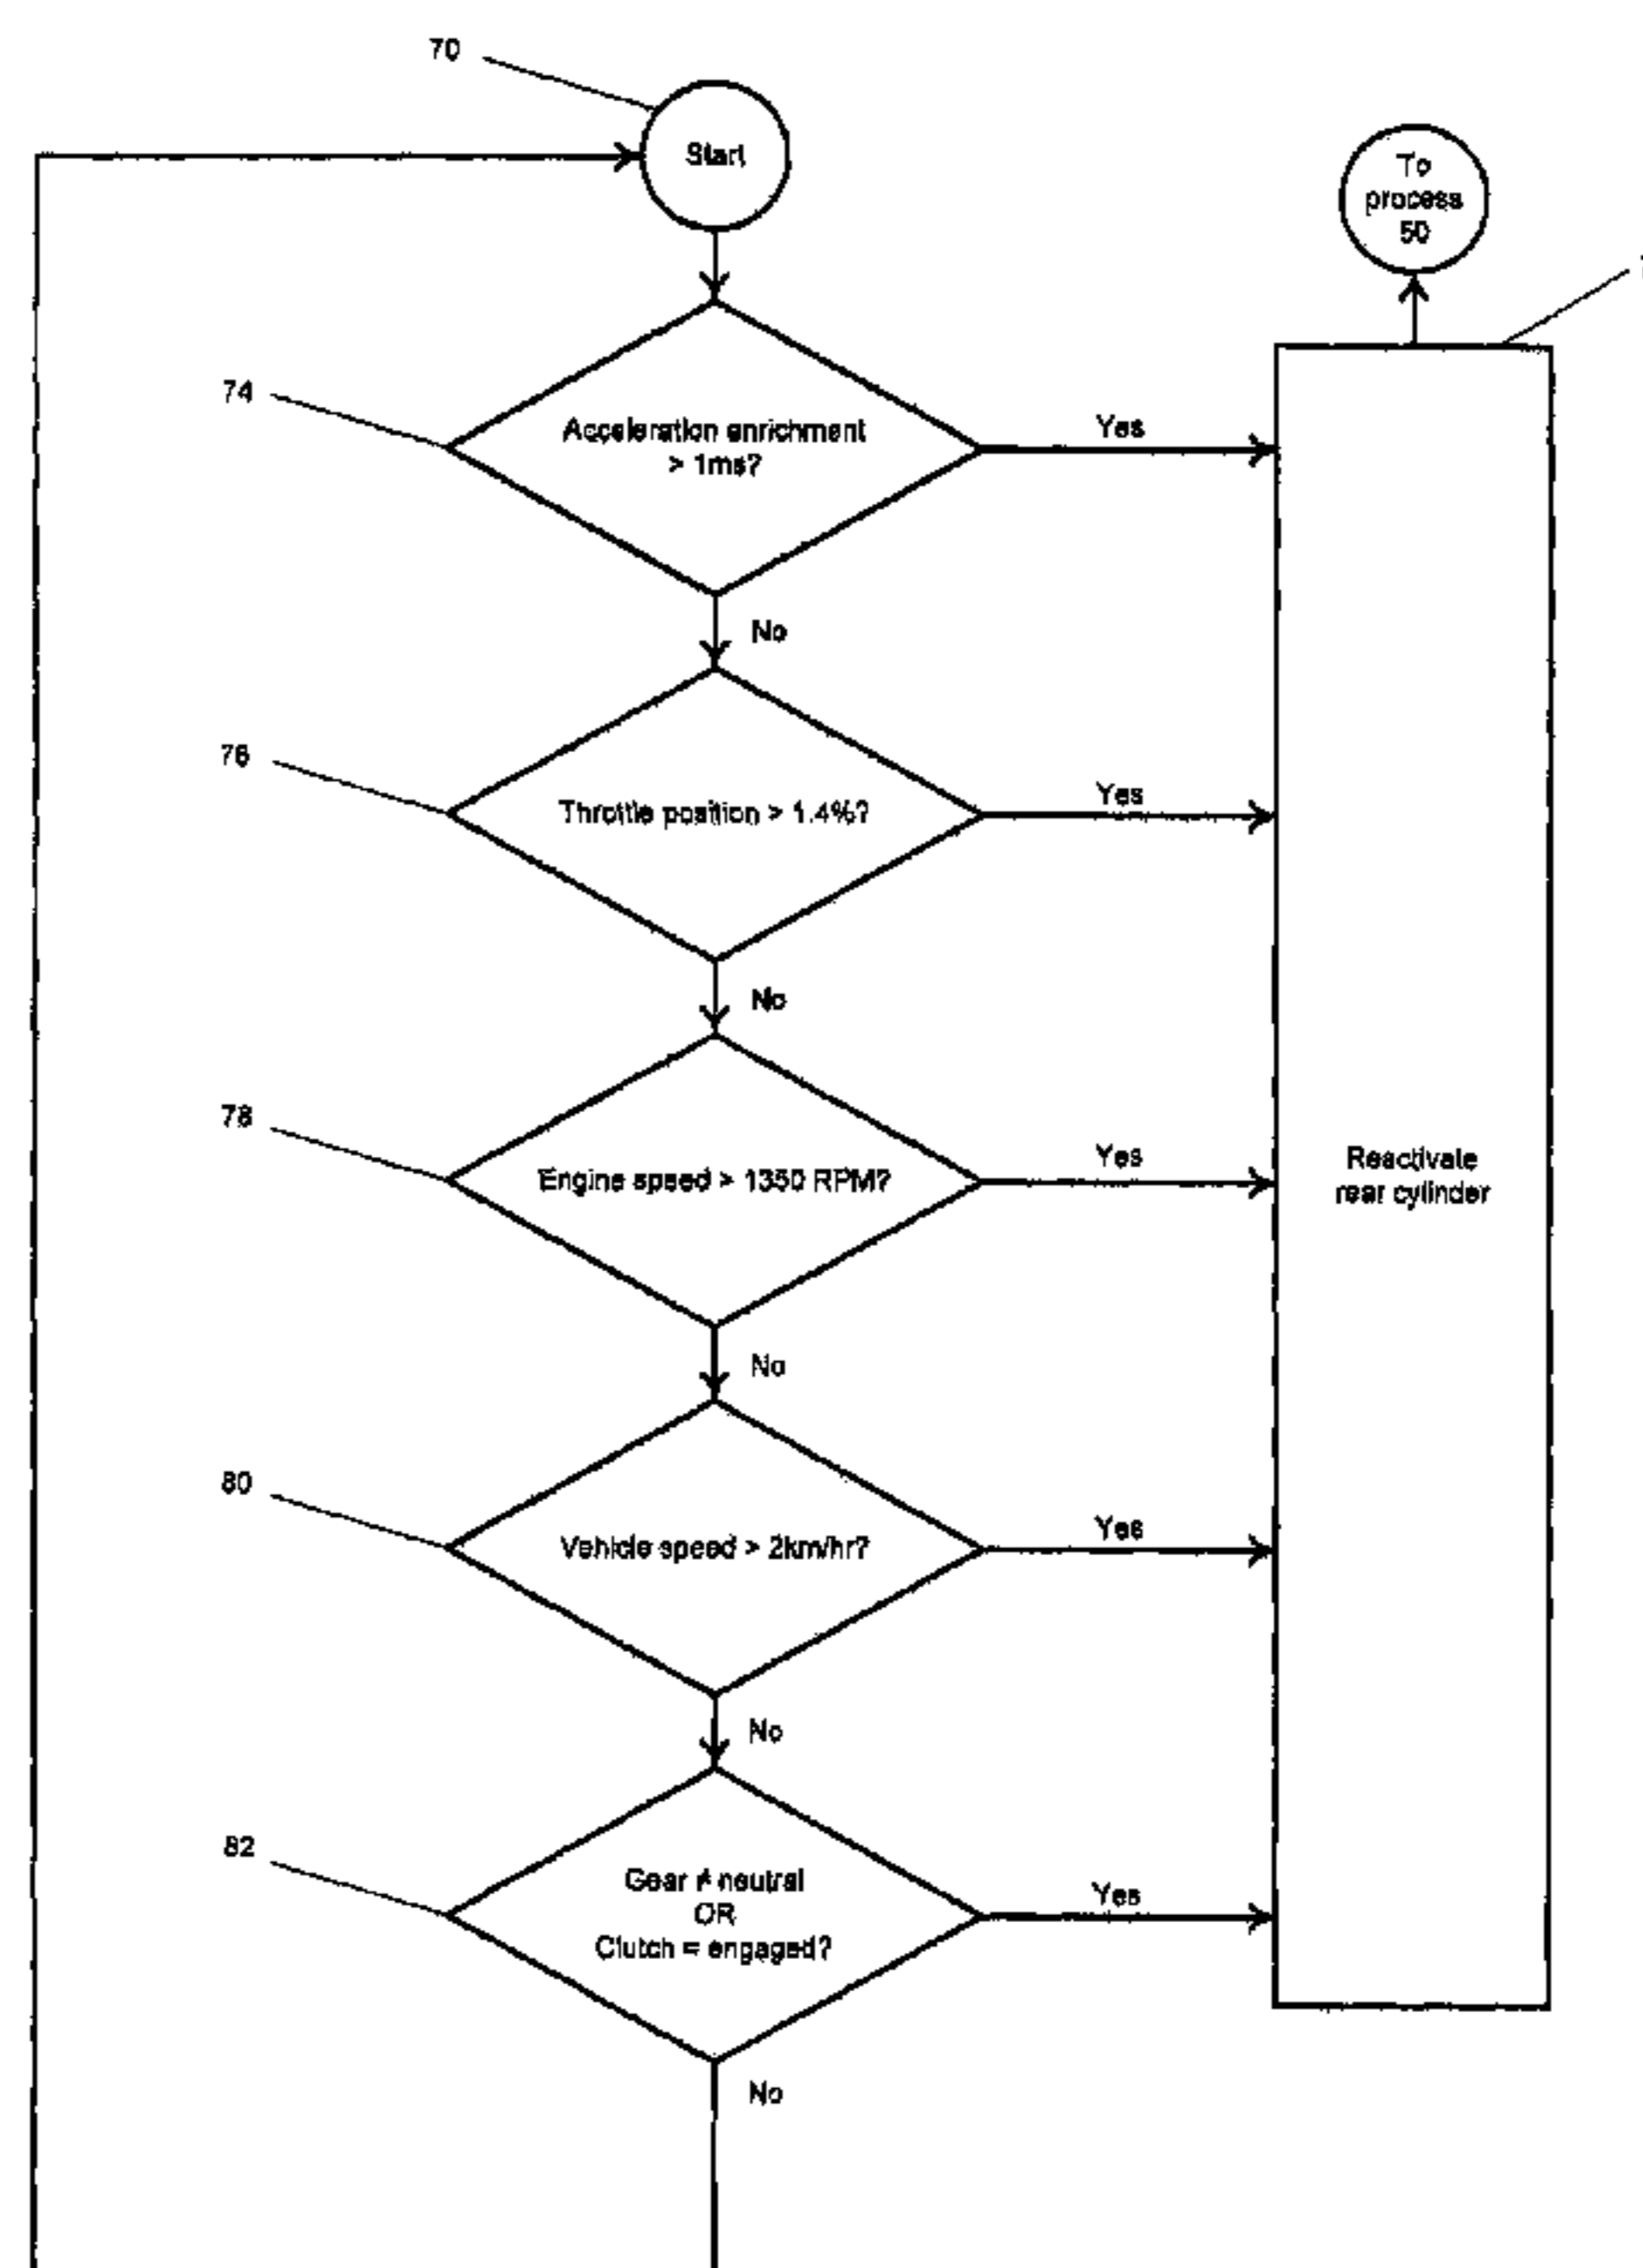 70
Start
To
process
50
74
Acceleration enrichment
> 1ms?
Yes
No
76
Throttle position > 1.4%?
Yes
No
78
Engine speed > 1350 RPM?
Yes
Reactivate
rear cylinder
No
80
Vehicle speed > 2km/hr?
Yes
No
82
Gear ≠ neutral
OR
Clutch = engaged?
Yes
No